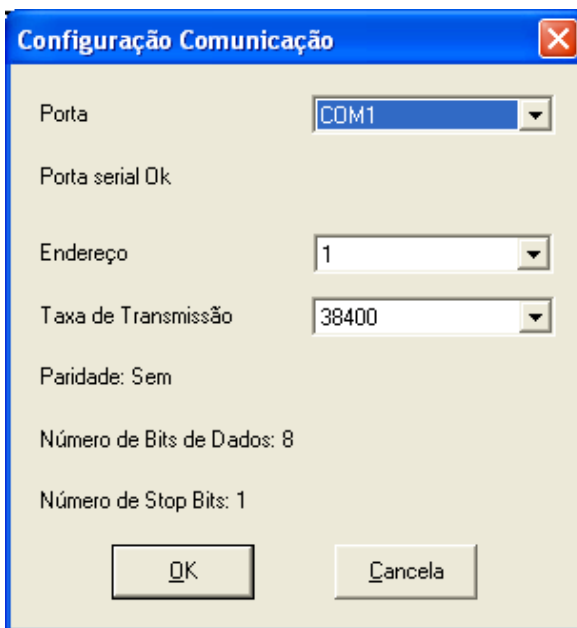 Configuração Comunicação
Porta COM1
Porta serial Ok
Endereço 1
Taxa de Transmissão 38400
Paridade: Sem
Número de Bits de Dados: 8
Número de Stop Bits: 1
OK Cancela